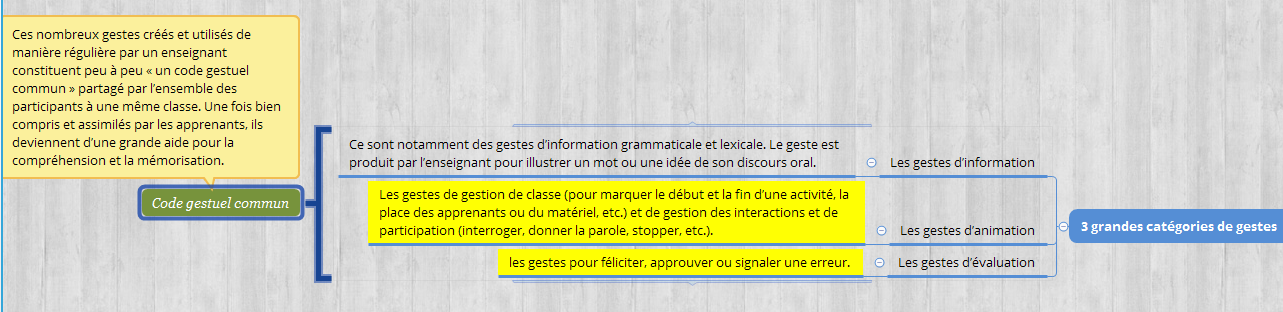 Ces nombreux gestes créés et utilisés de
manière régulière par un enseignant
constituent peu à peu « un code gestuel
commun » partagé par l’ensemble des
participants à une même classe. Une fois bien
compris et assimilés par les apprenants, ils
deviennent d’une grande aide pour la
compréhension et la mémorisation.
Code gestuel commun
Ce sont notamment des gestes d’information grammaticale et lexicale. Le geste est
produit par l’enseignant pour illustrer un mot ou une idée de son discours oral.
Les gestes d’information
Les gestes de gestion de classe (pour marquer le début et la fin d’une activité, la
place des apprenants ou du matériel, etc.) et de gestion des interactions et de
participation (interroger, donner la parole, stopper, etc.).
Les gestes d’animation
les gestes pour féliciter, approuver ou signaler une erreur.
Les gestes d’évaluation
3 grandes catégories de gestes